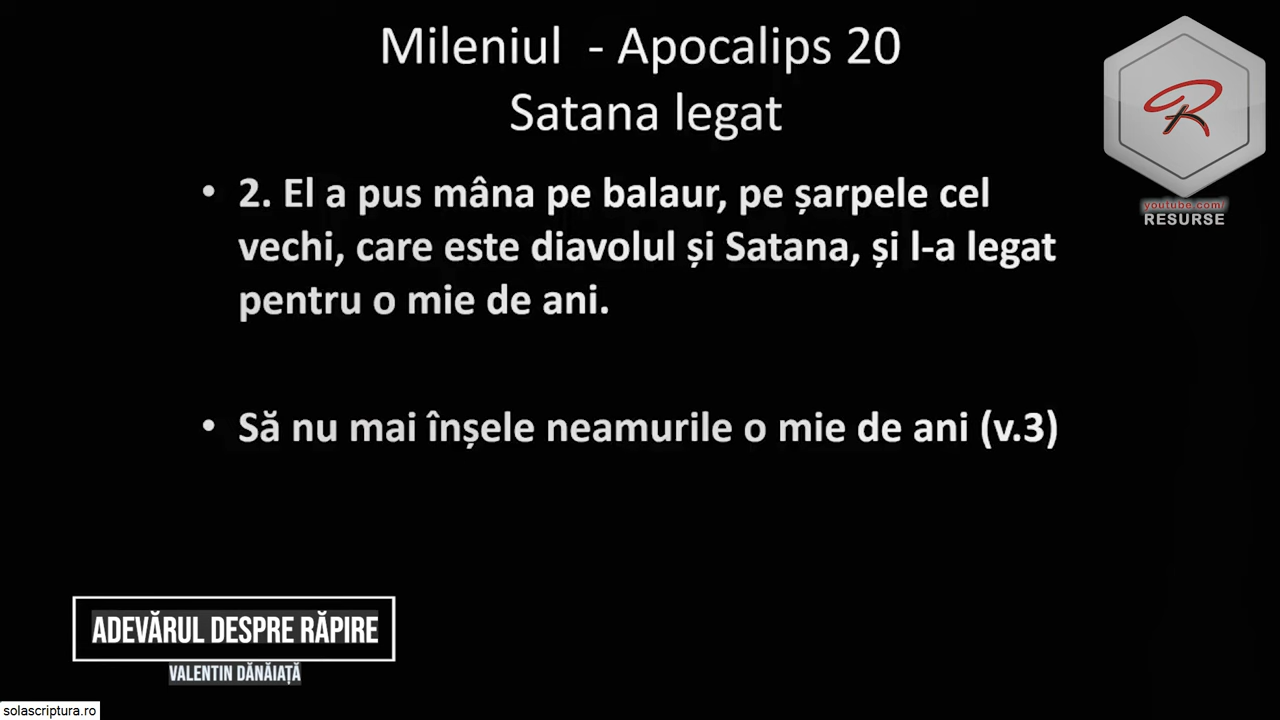 Mileniul - Apocalips 20
Satana legat
youtube.com/
RESURSE
• 2. El a pus mâna pe balaur, pe șarpele cel
vechi, care este diavolul și Satana, și l-a legat
pentru o mie de ani.
• Să nu mai înșele neamurile o mie de ani (v.3)
ADEVĂRUL DESPRE RĂPIRE
VALENTIN DĂNĂIAȚĂ
solascriptura.ro